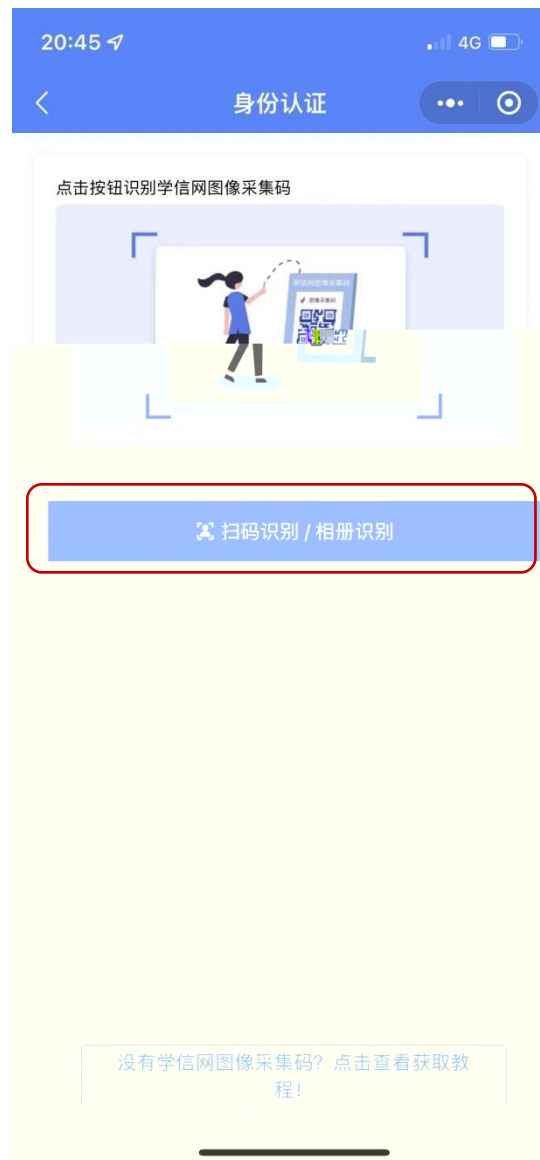 20:45
4G
身份认证
点击按钮识别学信网图像采集码
学信网图像采集码
图像采集码
扫码识别 / 相册识别
没有学信网图像采集码？点击查看获取教
程！